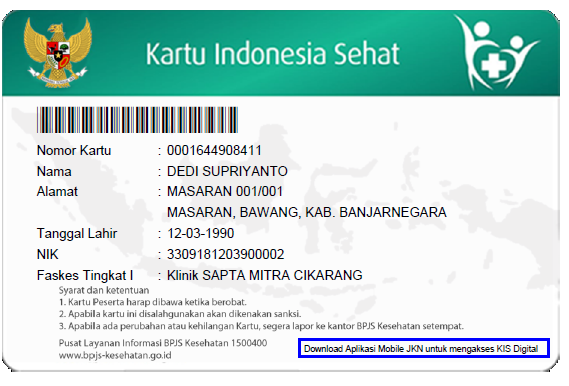 Kartu Indonesia Sehat
Nomor Kartu : 0001644908411
Nama : DEDI SUPRIYANTO
Alamat : MASARAN 001/001
MASARAN, BAWANG, KAB. BANJARNEGARA
Tanggal Lahir : 12-03-1990
NIK : 3309181203900002
Faskes Tingkat I : Klinik SAPTA MITRA CIKARANG
Syarat dan ketentuan
1. Kartu Peserta harap dibawa ketika berobat.
2. Apabila kartu ini disalahgunakan akan dikenakan sanksi.
3. Apabila ada perubahan atau kehilangan Kartu, segera lapor ke kantor BPJS Kesehatan setempat.
Pusat Layanan Informasi BPJS Kesehatan 1500400
www.bpjs-kesehatan.go.id
Download Aplikasi Mobile JKN untuk mengakses KIS Digital